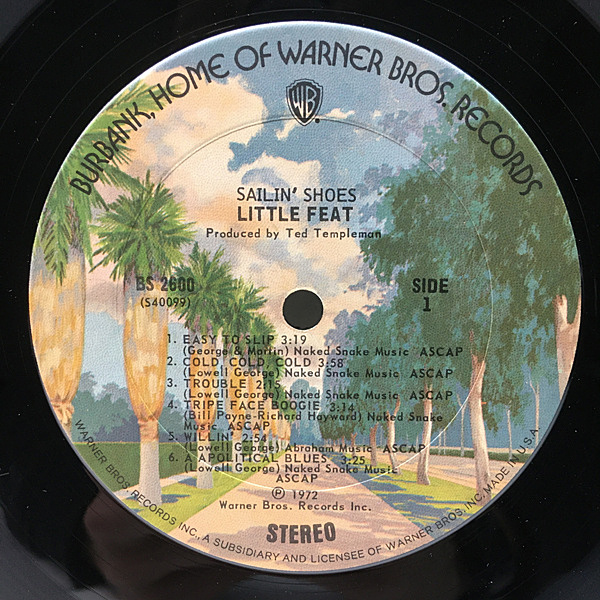 BURBANK, HOME OF WARNER BROS. RECORDS
WB
SAILIN' SHOES
LITTLE FEAT
Produced by Ted Templeman
BS 2600
(S40099)
SIDE
1
1. EASY TO SLIP 3:19
(George & Martin) Naked Snake Music ASCAP
2. COLD, COLD, COLD 3:58
(Lowell George) Naked Snake Music ASCAP
3. TROUBLE 2:15
(Lowell George) Naked Snake Music ASCAP
4. TRIPE FACE BOOGIE 3:14
(Bill Payne-Richard Hayward) Naked Snake
Music ASCAP
5. WILLIN' 2:54
(Lowell George) Abraham Music ASCAP
6. A APOLITICAL BLUES 3:25
(Lowell George) Naked Snake Music
ASCAP
Ⓟ 1972
Warner Bros. Records Inc.
STEREO
WARNER BROS. RECORDS INC., A SUBSIDIARY AND LICENSEE OF WARNER BROS. INC. MADE IN U.S.A.